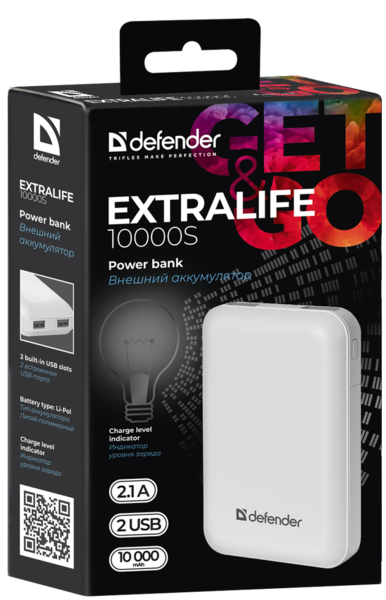 defender
EXTRALIFE
defender
TRIFLES MAKE PERFECTION
GET
&
GO
EXTRALIFE
10000S
Power bank
Внешний аккумулятор
Charge level
indicator
Индикатор
уровня заряда
2.1 A
2 USB
10 000
mAh
defender
defender
EXTRALIFE
Power bank
Внешний
аккумулятор
2 built-in USB slots
2 встроенных
USB-порта
Battery type: Li-Pol
Тип аккумулятора
Литий-полимерный
Charge level
indicator
Индикатор
уровня заряда